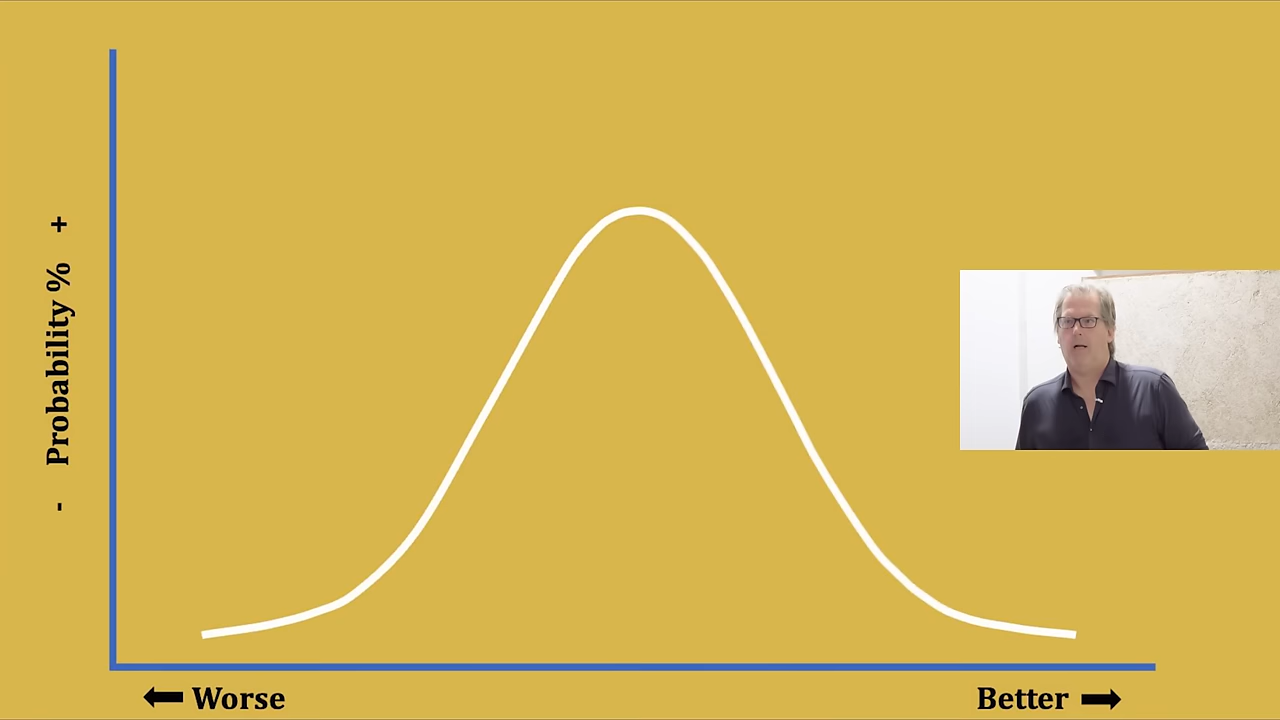 - Probability % +
← Worse
Better →